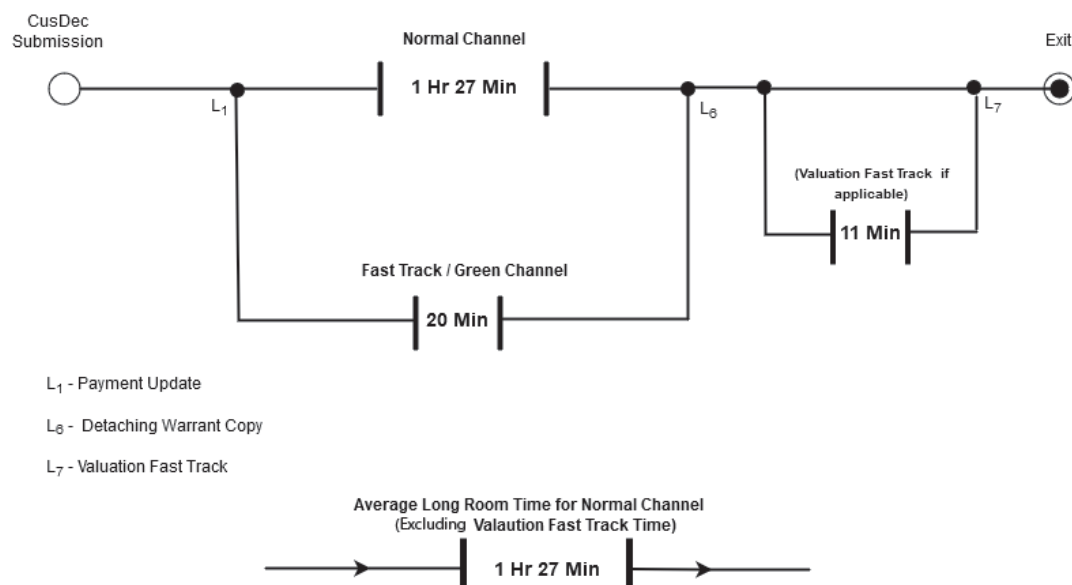 CusDec
Submission
Normal Channel
Exit
1 Hr 27 Min
L1
L6
L7
(Valuation Fast Track if
applicable)
11 Min
Fast Track / Green Channel
20 Min
L1 - Payment Update
L6 - Detaching Warrant Copy
L7 - Valuation Fast Track
Average Long Room Time for Normal Channel
(Excluding Valaution Fast Track Time)
1 Hr 27 Min